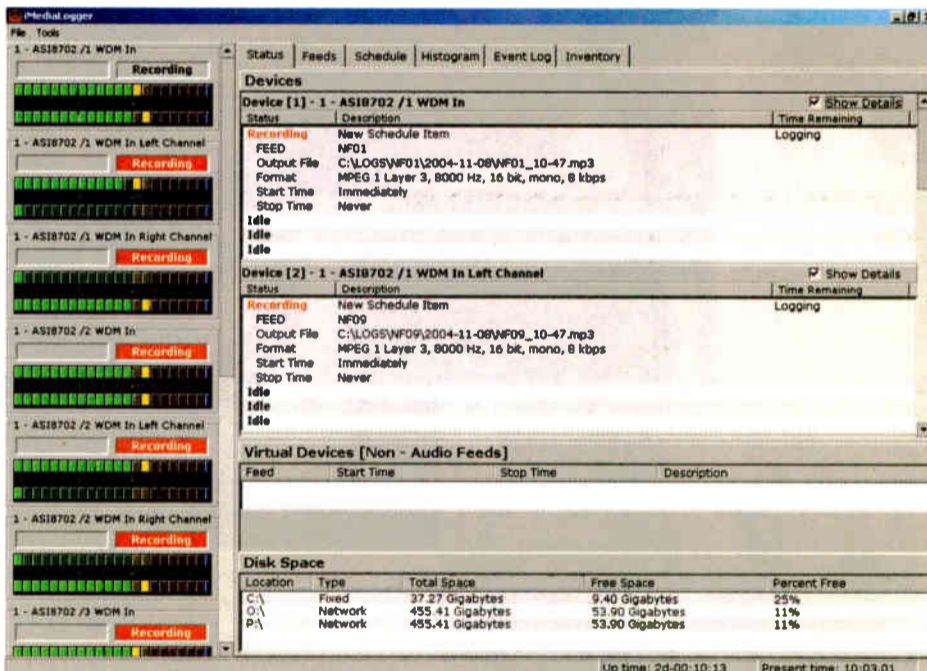 iMediaLogger
File Tools
1 - ASI8702 /1 WDM In
Recording
1 - ASI8702 /1 WDM In Left Channel
Recording
1 - ASI8702 /1 WDM In Right Channel
Recording
1 - ASI8702 /2 WDM In
Recording
1 - ASI8702 /2 WDM In Left Channel
Recording
1 - ASI8702 /2 WDM In Right Channel
Recording
1 - ASI8702 /3 WDM In
Recording
Status Feeds Schedule Histogram Event Log Inventory
Devices
Device [1] - 1 - ASI8702 /1 WDM In Show Details
Status Description Time Remaining
Recording New Schedule Item Logging
FEED NF01
Output File C:\LOGS\NF01\2004-11-08\NF01_10-47.mp3
Format MPEG 1 Layer 3, 8000 Hz, 16 bit, mono, 8 kbps
Start Time Immediately
Stop Time Never
Idle
Idle
Idle
Device [2] - 1 - ASI8702 /1 WDM In Left Channel Show Details
Status Description Time Remaining
Recording New Schedule Item Logging
FEED NF09
Output File C:\LOGS\NF09\2004-11-08\NF09_10-47.mp3
Format MPEG 1 Layer 3, 8000 Hz, 16 bit, mono, 8 kbps
Start Time Immediately
Stop Time Never
Idle
Idle
Idle
Virtual Devices [Non - Audio Feeds]
Feed Start Time Stop Time Description
Disk Space
Location Type Total Space Free Space Percent Free
C:\ Fixed 37.27 Gigabytes 9.40 Gigabytes 25%
O:\ Network 455.41 Gigabytes 53.90 Gigabytes 11%
P:\ Network 455.41 Gigabytes 53.90 Gigabytes 11%
Up time: 2d-00:10:13 Present time: 10:03:01